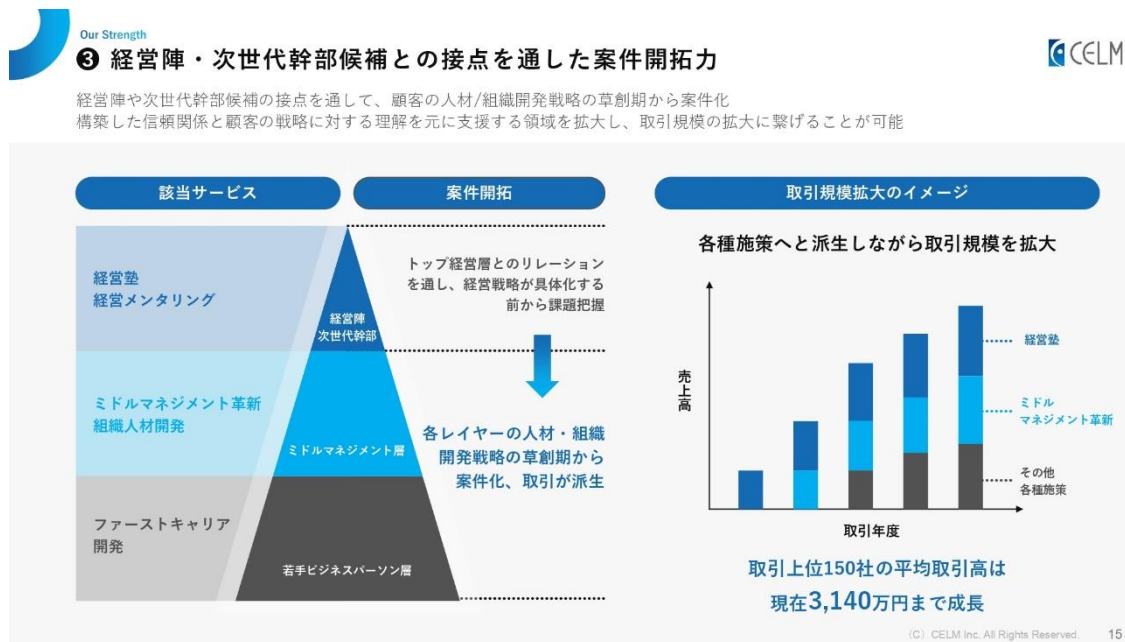 Our Strength
❸ 経営陣・次世代幹部候補との接点を通した案件開拓力
CELM
経営陣や次世代幹部候補の接点を通して、顧客の人材/組織開発戦略の草創期から案件化
構築した信頼関係と顧客の戦略に対する理解を元に支援する領域を拡大し、取引規模の拡大に繋げることが可能
該当サービス
案件開拓
経営塾
経営メンタリング
経営陣
次世代幹部
トップ経営層とのリレーション
を通し、経営戦略が具体化する
前から課題把握
ミドルマネジメント革新
組織人材開発
ミドルマネジメント層
各レイヤーの人材・組織
開発戦略の草創期から
案件化、取引が派生
ファーストキャリア
開発
若手ビジネスパーソン層
取引規模拡大のイメージ
各種施策へと派生しながら取引規模を拡大
売上高
経営塾
ミドル
マネジメント革新
その他
各種施策
取引年度
取引上位150社の平均取引高は
現在3,140万円まで成長
(C) CELM Inc. All Rights Reserved.
15